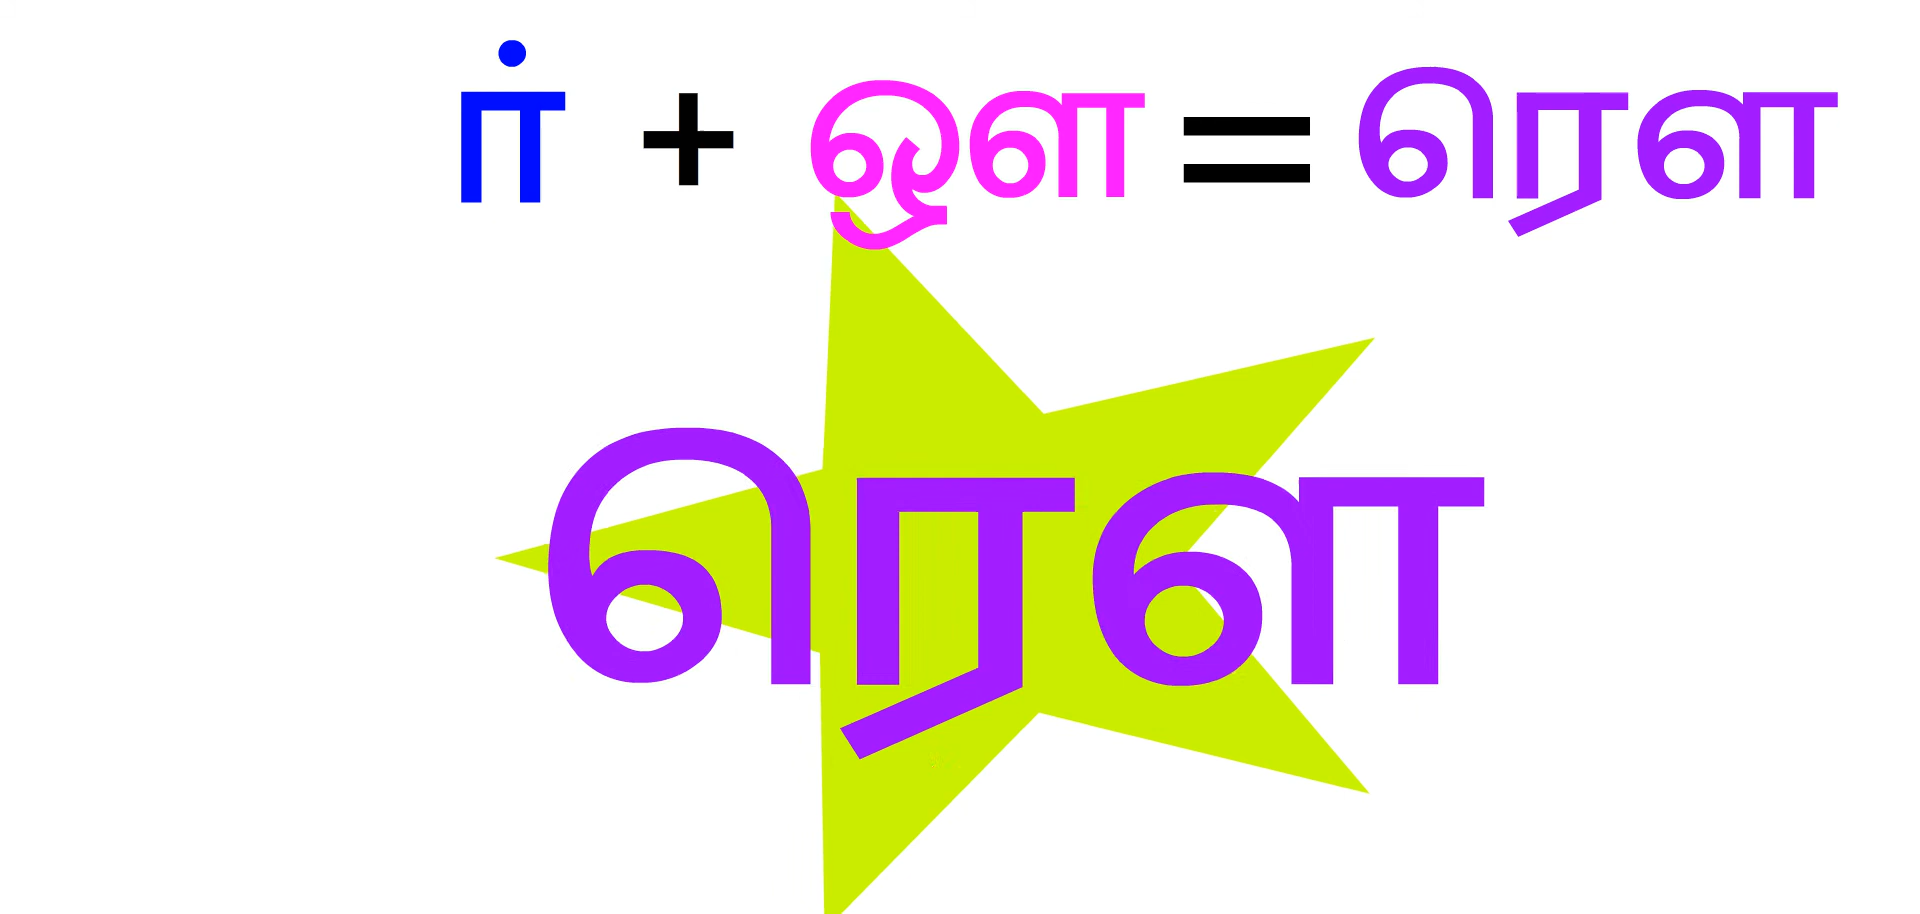 ர் + ஔ = ரௌ
ரௌ